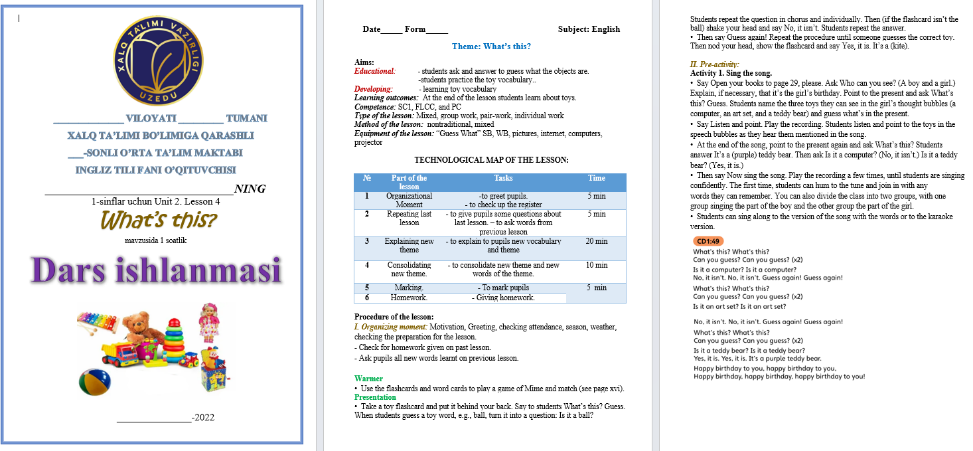 XALQ TA'LIMI VAZIRLIGI
UZEDU
______________ VILOYATI _________ TUMANI
XALQ TA'LIMI BO'LIMIGA QARASHLI
___-SONLI O'RTA TA'LIM MAKTABI
INGLIZ TILI FANI O'QITUVCHISI
______________________________NING
1-sinflar uchun Unit 2. Lesson 4
What's this?
mavzusida 1 soatlik
Dars ishlanmasi
________________-2022
Date_____ Form_____ Subject: English
Theme: What's this?
Aims:
Educational: - students ask and answer to guess what the objects are.
-students practice the toy vocabulary..
Developing: - learning toy vocabulary
Learning outcomes: At the end of the lesson students learn about toys.
Competence: SC1, FLCC, and PC
Type of the lesson: Mixed, group work, pair-work, individual work
Method of the lesson: nontraditional, mixed
Equipment of the lesson: "Guess What" SB, WB, pictures, internet, computers,
projector
TECHNOLOGICAL MAP OF THE LESSON:
№ Part of the lesson Tasks Time
1 Organizational Moment -to greet pupils. - to check up the register 5 min
2 Repeating last lesson - to give pupils some questions about last lesson. – to ask words from previous lesson 5 min
3 Explaining new theme - to explain to pupils new vocabulary and theme 20 min
4 Consolidating new theme. - to consolidate new theme and new words of the theme. 10 min
5 Marking. - To mark pupils 5 min
6 Homework. - Giving homework.
Procedure of the lesson:
I. Organizing moment: Motivation, Greeting, checking attendance, season, weather,
checking the preparation for the lesson.
- Check for homework given on past lesson.
- Ask pupils all new words learnt on previous lesson.
Warmer
• Use the flashcards and word cards to play a game of Mime and match (see page xvi).
Presentation
• Take a toy flashcard and put it behind your back. Say to students What's this? Guess.
When students guess a toy word, e.g., ball, turn it into a question: Is it a ball?
Students repeat the question in chorus and individually. Then (if the flashcard isn't the
ball) shake your head and say No, it isn't. Students repeat the answer.
• Then say Guess again! Repeat the procedure until someone guesses the correct toy.
Then nod your head, show the flashcard and say Yes, it is. It's a (kite).
II. Pre-activity:
Activity 1. Sing the song.
• Say Open your books to page 29, please. Ask Who can you see? (A boy and a girl.)
Explain, if necessary, that it's the girl's birthday. Point to the present and ask What's
this? Guess. Students name the three toys they can see in the girl's thought bubbles (a
computer, an art set, and a teddy bear) and guess what's in the present.
• Say Listen and point. Play the recording. Students listen and point to the toys in the
speech bubbles as they hear them mentioned in the song.
• At the end of the song, point to the present again and ask What's this? Students
answer It's a (purple) teddy bear. Then ask Is it a computer? (No, it isn't.) Is it a teddy
bear? (Yes, it is.)
• Then say Now sing the song. Play the recording a few times, until students are singing
confidently. The first time, students can hum to the tune and join in with any
words they can remember. You can also divide the class into two groups, with one
group singing the part of the boy and the other group the part of the girl.
• Students can sing along to the version of the song with the words or to the karaoke
version.
CD1:49
What's this? What's this?
Can you guess? Can you guess? (x2)
Is it a computer? Is it a computer?
No, it isn't. No, it isn't. Guess again! Guess again!
What's this? What's this?
Can you guess? Can you guess? (x2)
Is it an art set? Is it an art set?
No, it isn't. No, it isn't. Guess again! Guess again!
What's this? What's this?
Can you guess? Can you guess? (x2)
Is it a teddy bear? Is it a teddy bear?
Yes, it is. Yes, it is. It's a purple teddy bear.
Happy birthday to you, happy birthday to you.
Happy birthday, happy birthday, happy birthday to you!